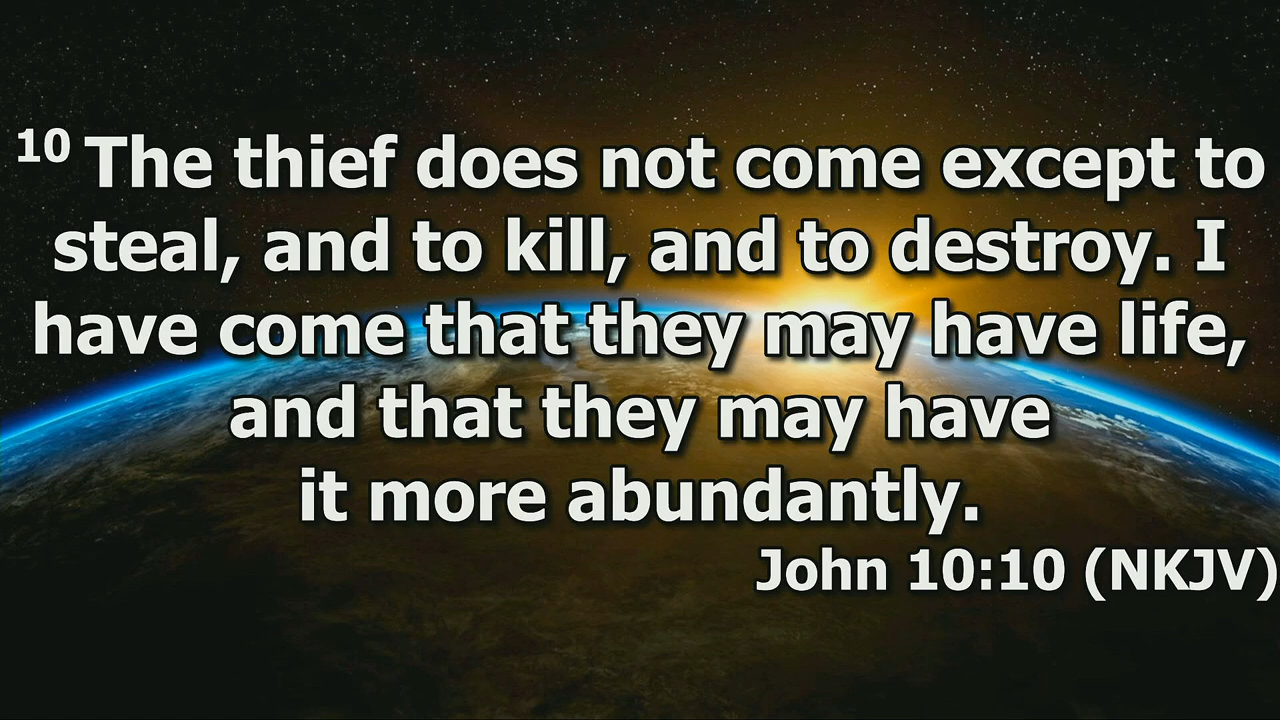 10 The thief does not come except to
steal, and to kill, and to destroy. I
have come that they may have life,
and that they may have
it more abundantly.
John 10:10 (NKJV)